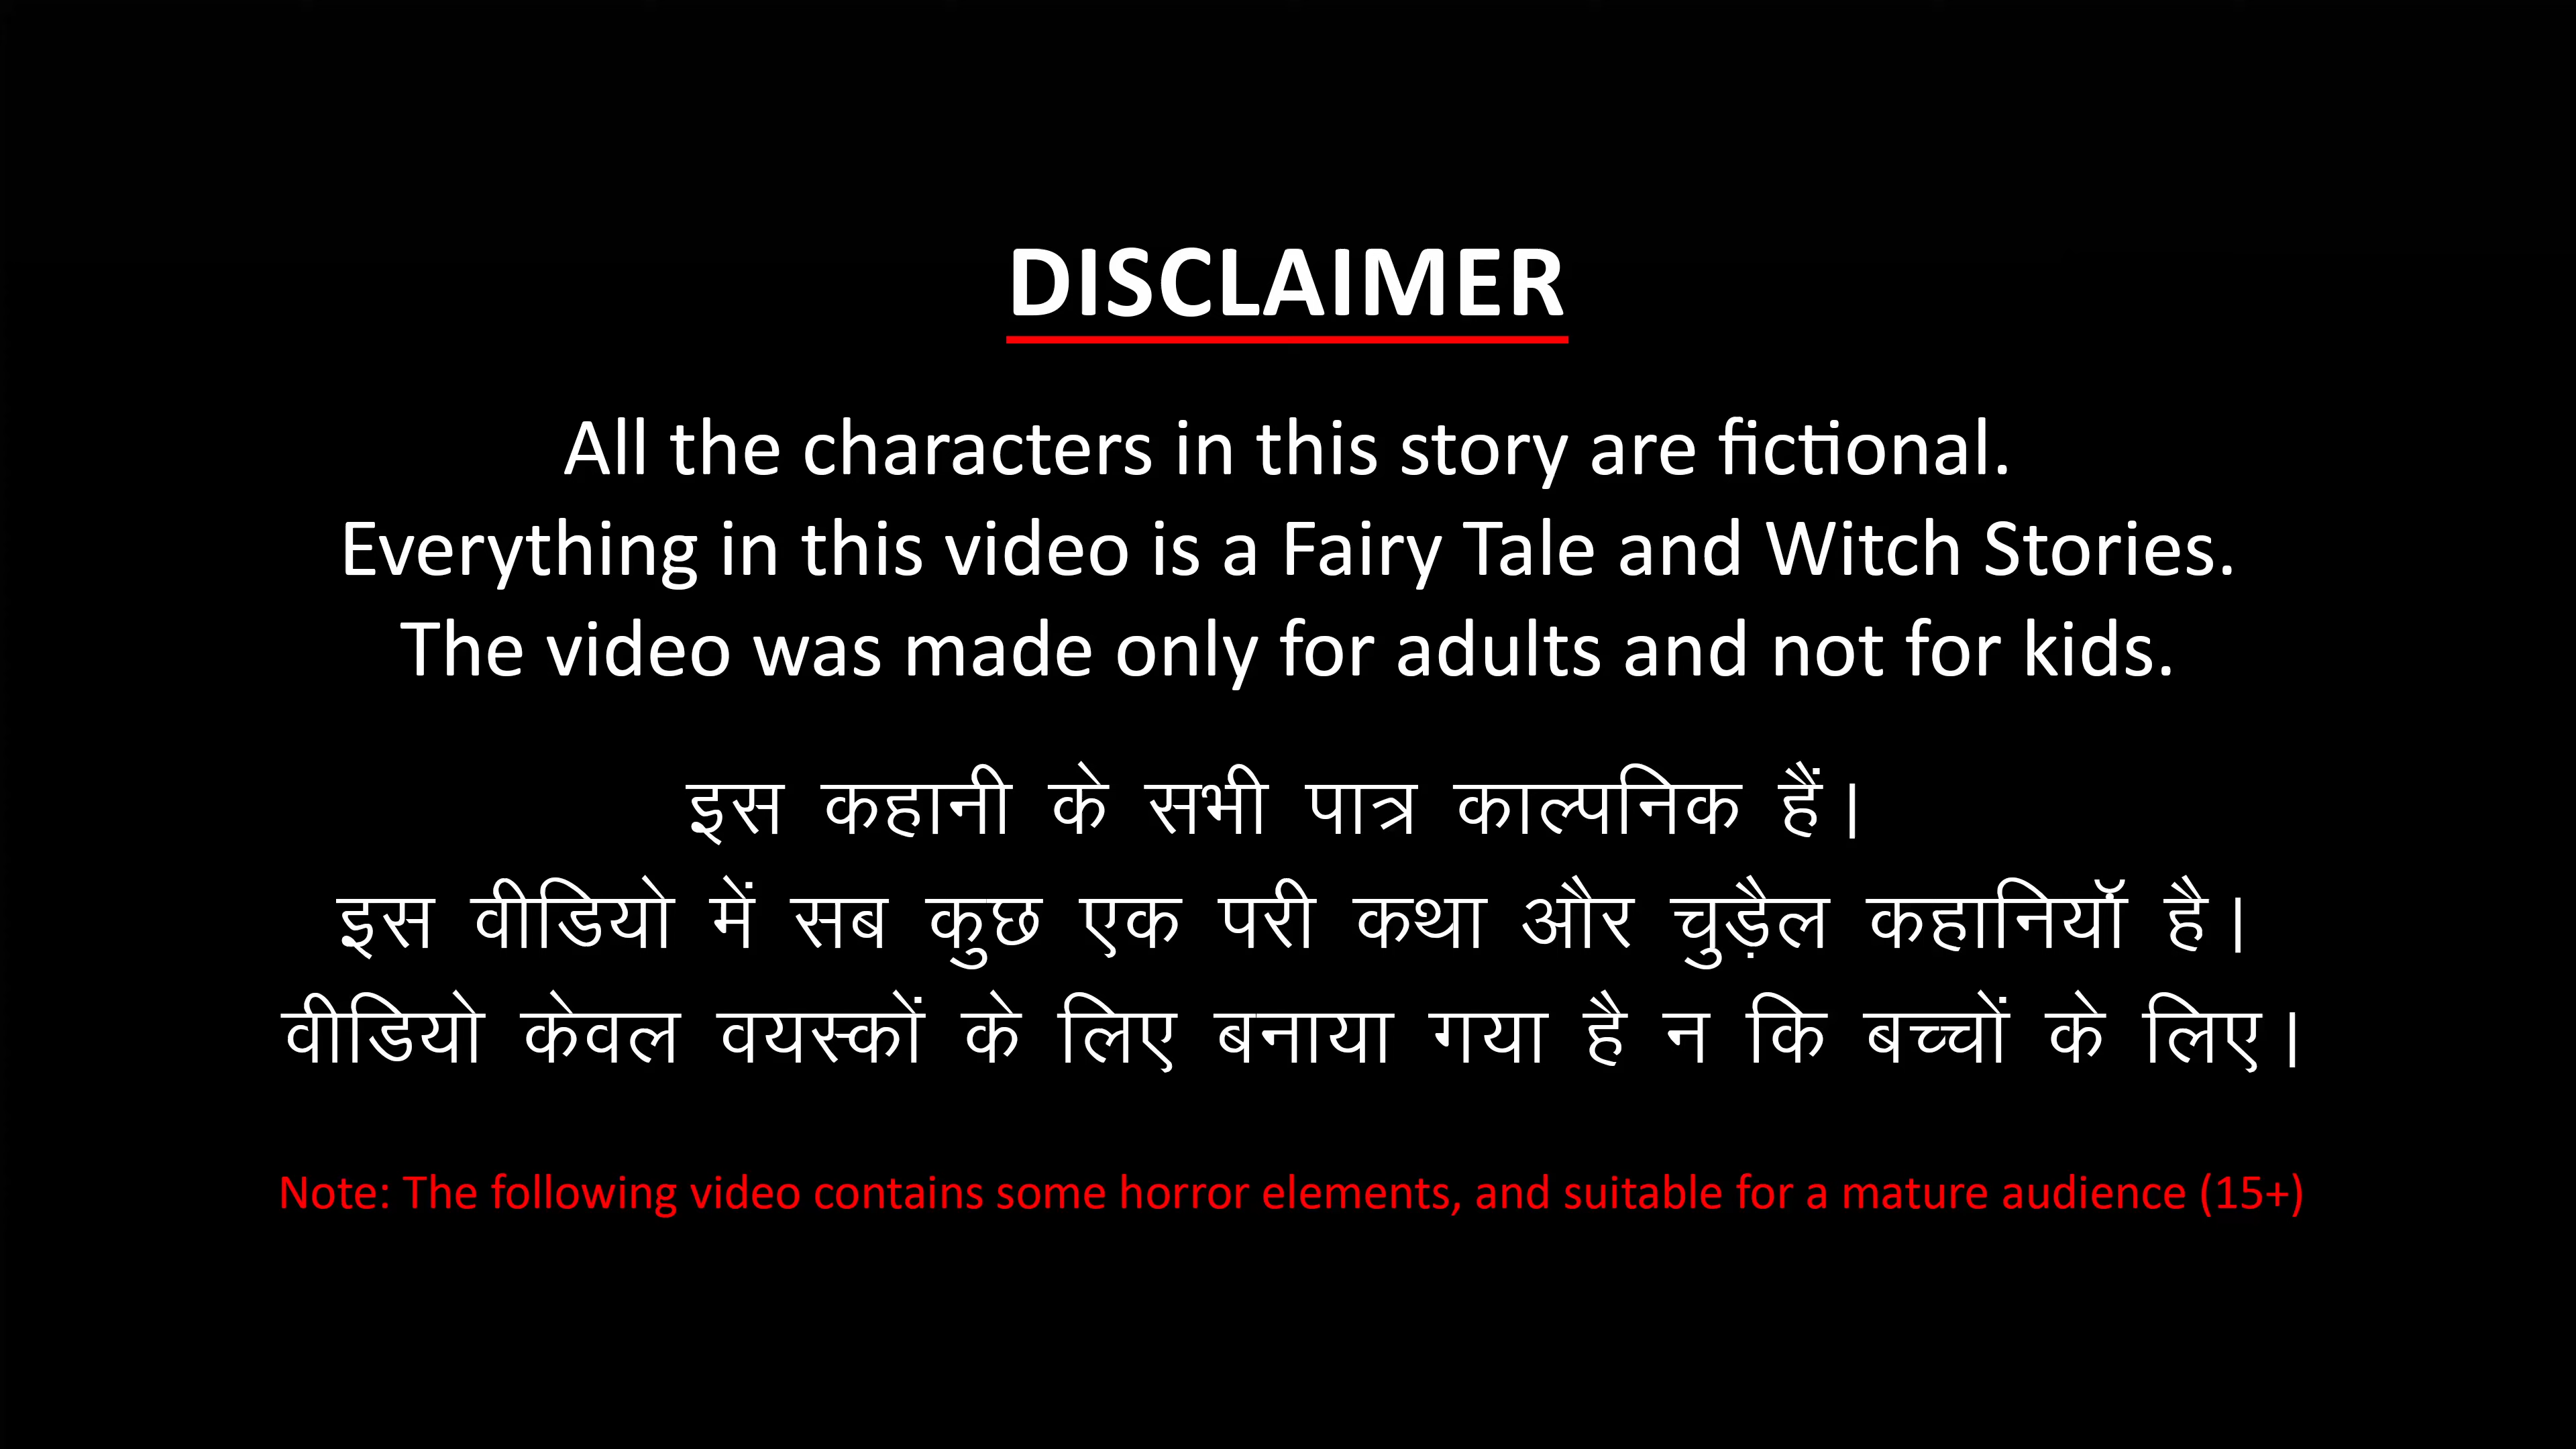 DISCLAIMER
All the characters in this story are fictional.
Everything in this video is a Fairy Tale and Witch Stories.
The video was made only for adults and not for kids.
इस कहानी के सभी पात्र काल्पनिक हैं।
इस वीडियो में सब कुछ एक परी कथा और चुड़ैल कहानियॉ है।
वीडियो केवल वयस्कों के लिए बनाया गया है न कि बच्चों के लिए।
Note: The following video contains some horror elements, and suitable for a mature audience (15+)